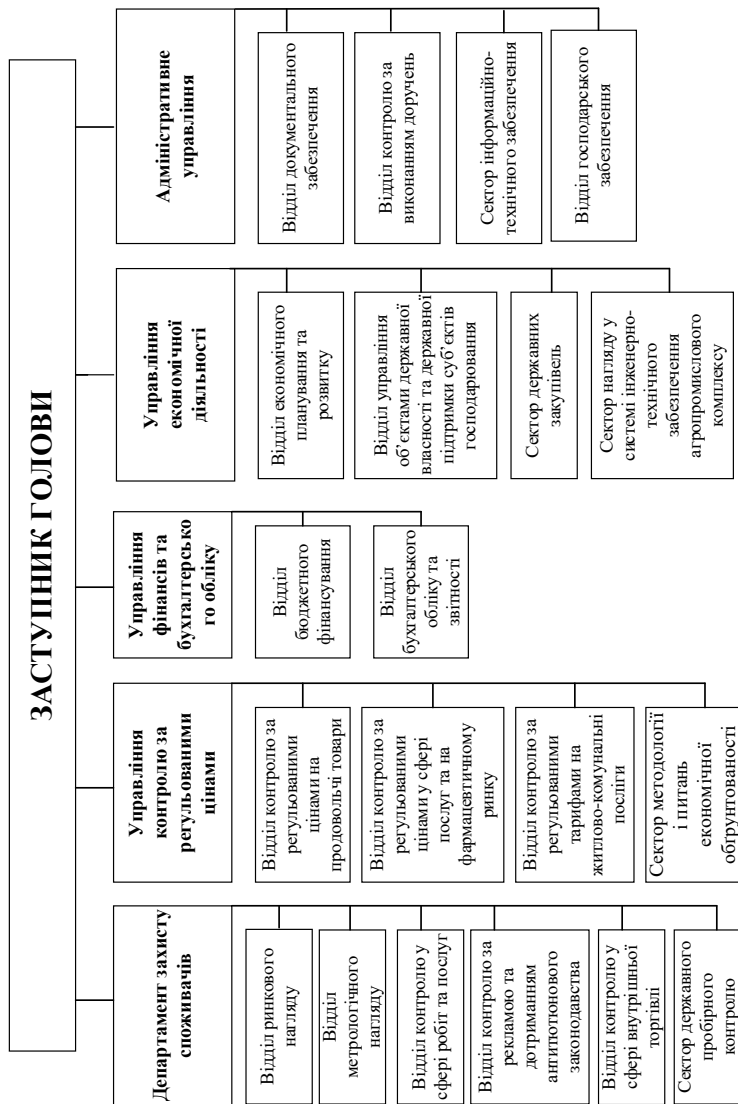 ЗАСТУПНИК ГОЛОВИ
Департамент захисту
споживачів
Відділ ринкового
нагляду
Відділ
метрологічного
нагляду
Відділ контролю у
сфері робіт та послуг
Відділ контролю за
рекламою та
дотриманням
антитютюнового
законодавства
Відділ контролю у
сфері внутрішньої
торгівлі
Сектор державного
пробірного
контролю
Управління
контролю за
регульованими
цінами
Відділ контролю за
регульованими
цінами на
продовольчі товари
Відділ контролю за
регульованими
цінами у сфері
послуг та на
фармацевтичному
ринку
Відділ контролю за
регульованими
тарифами на
житлово-комунальні
посліги
Сектор методології
і питань
економічної
обґрунтованості
Управління
фінансів та
бухгалтерсько
го обліку
Відділ
бюджетного
фінансування
Відділ
бухгалтерського
обліку та
звітності
Управління
економічної
діяльності
Відділ економічного
планування та
розвитку
Відділ управління
об’єктами державної
власності та державної
підтримки суб’єктів
господарювання
Сектор державних
закупівель
Сектор нагляду у
системі інженерно-
технічного
забезпечення
агропромислового
комплексу
Адміністративне
управління
Відділ документального
забезпечення
Відділ контролю за
виконанням доручень
Сектор інформаційно-
технічного забезпечення
Відділ господарського
забезпечення